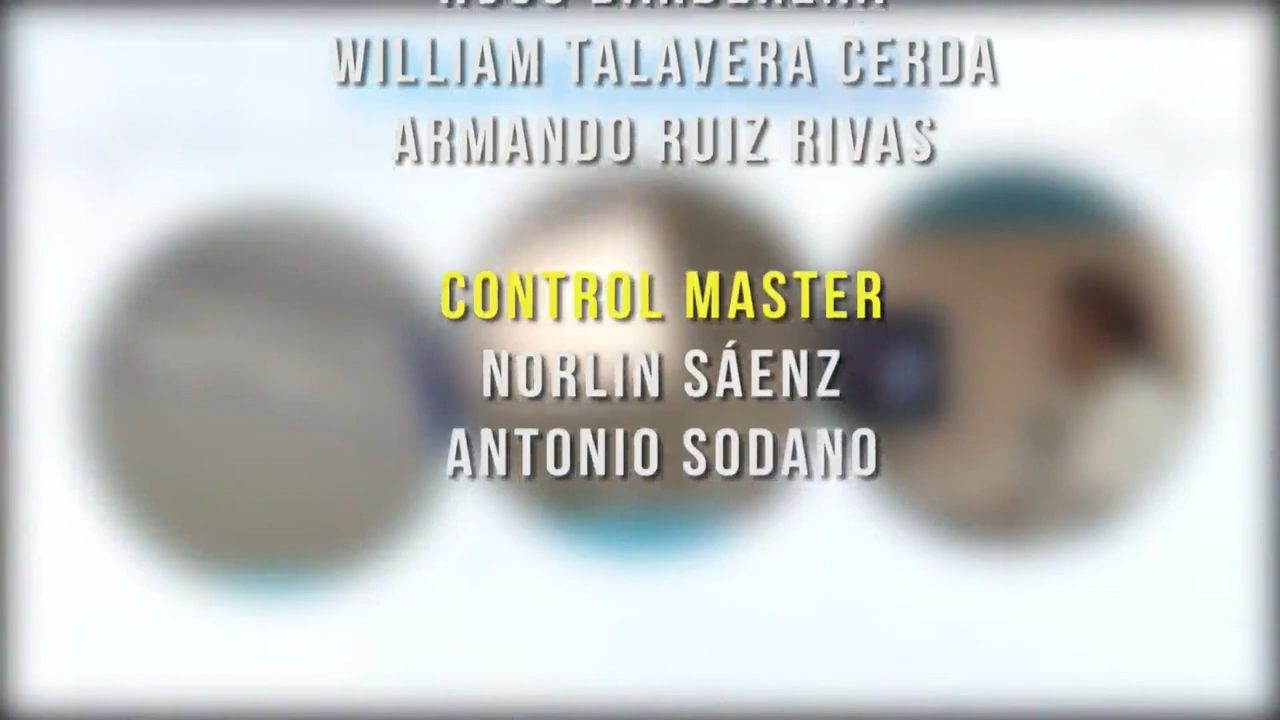 WILLIAM TALAVERA CERDA
ARMANDO RUIZ RIVAS
CONTROL MASTER
NORLIN SÁENZ
ANTONIO SODANO